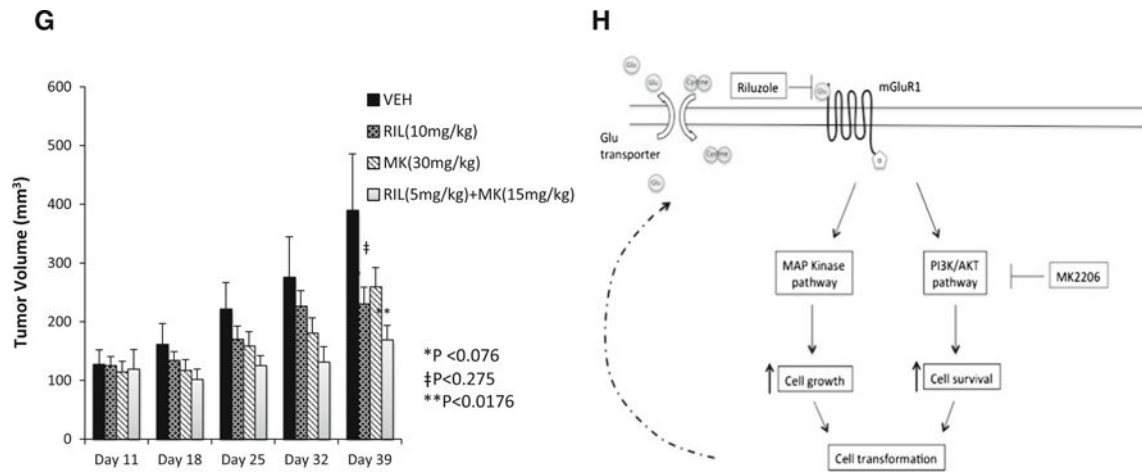 G
Tumor Volume (mm³)
600
500
400
300
200
100
0
Day 11
Day 18
Day 25
Day 32
Day 39
VEH
RIL(10mg/kg)
MK(30mg/kg)
RIL(5mg/kg)+MK(15mg/kg)
‡
**
*P <0.076
‡P<0.275
**P<0.0176
H
Glu
Glu
Cystine
Riluzole
Glu
mGluR1
Glu
transporter
Cystine
Glu
α
MAP Kinase
pathway
PI3K/AKT
pathway
MK2206
Cell growth
Cell survival
Cell transformation